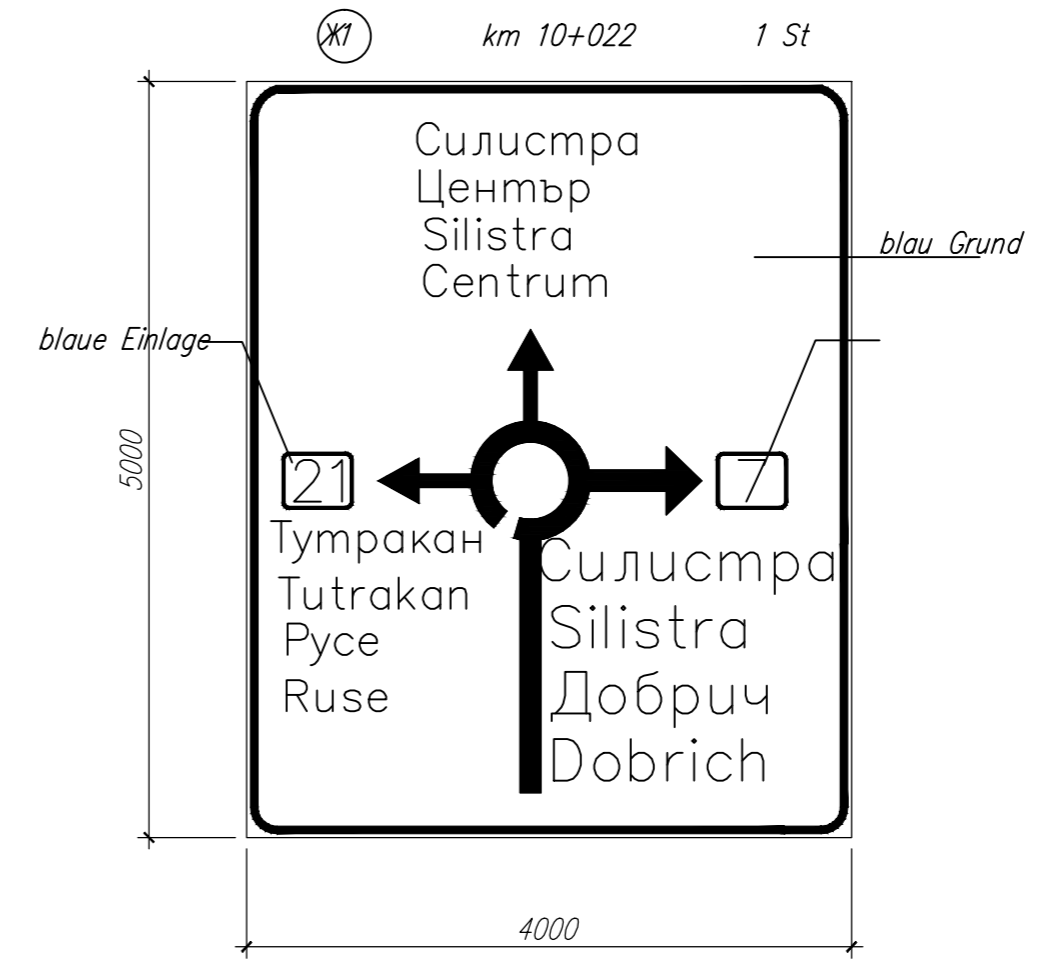 Ж1 km 10+022 1 St
Силистра
Център
Silistra
Centrum
blau Grund
blaue Einlage
5000
21
7
Тутракан
Tutrakan
Русе
Ruse
Силистра
Silistra
Добрич
Dobrich
4000